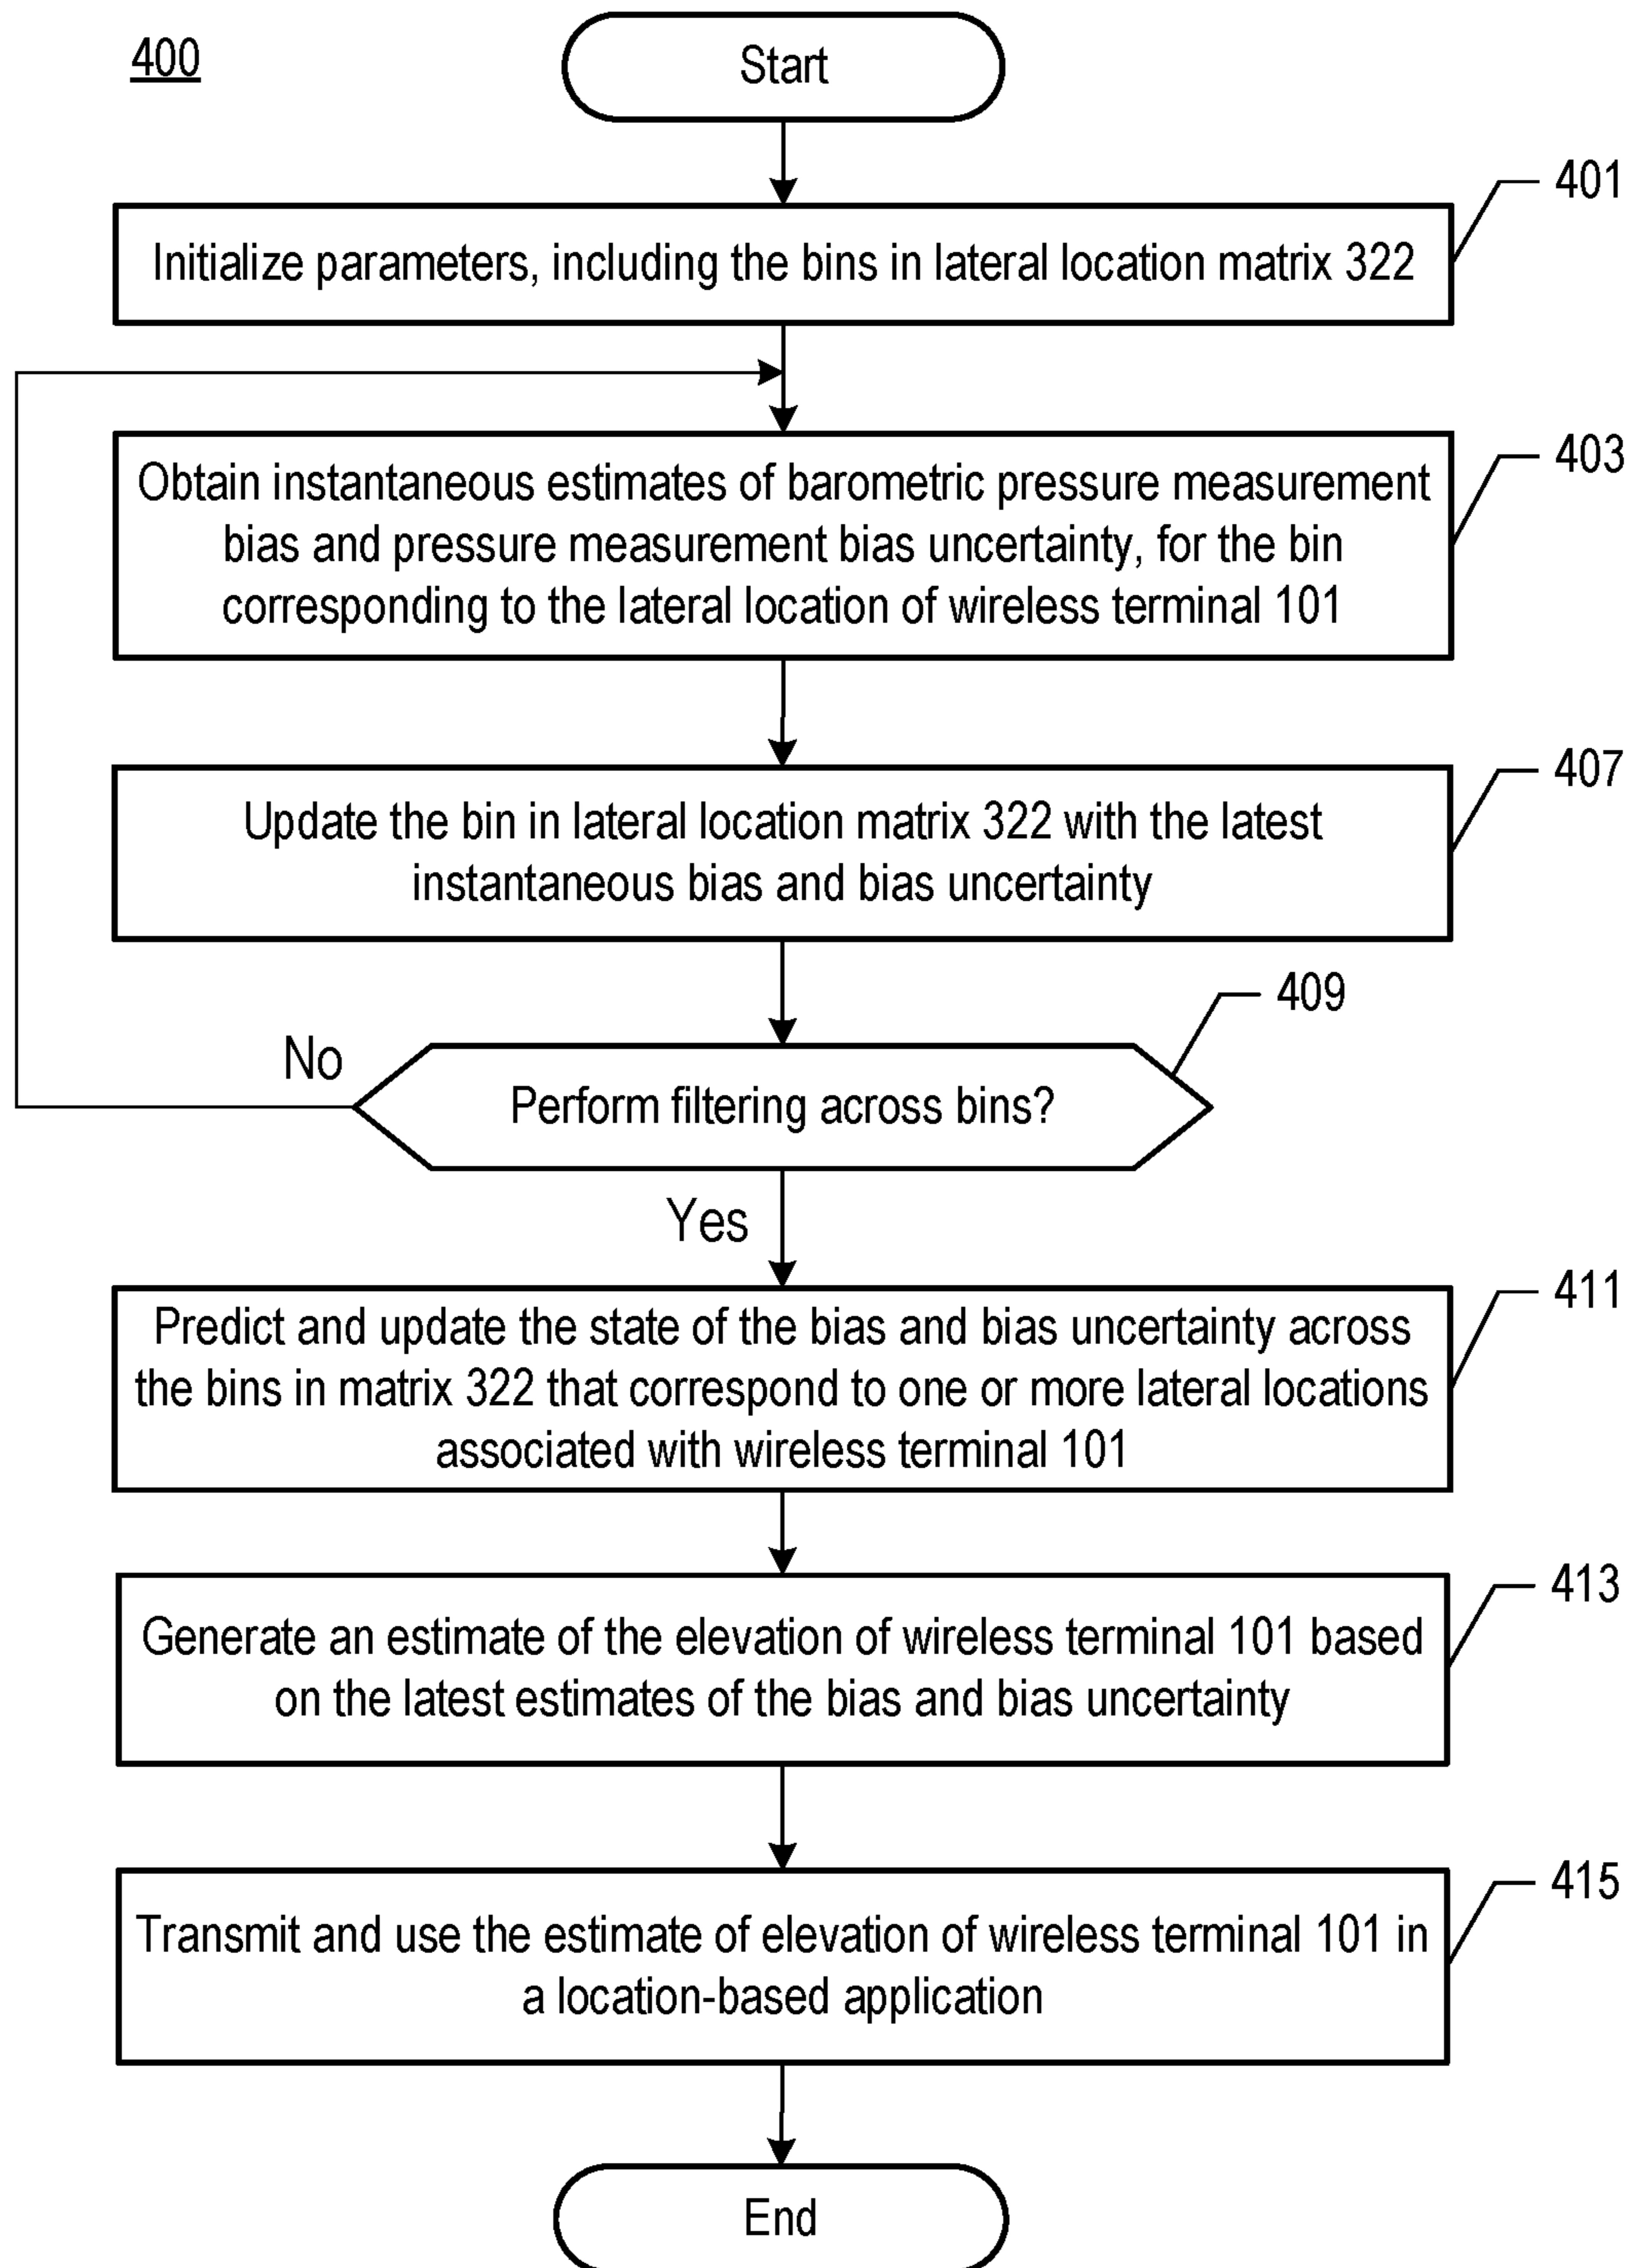 400
Start
401
Initialize parameters, including the bins in lateral location matrix 322
403
Obtain instantaneous estimates of barometric pressure measurement
bias and pressure measurement bias uncertainty, for the bin
corresponding to the lateral location of wireless terminal 101
407
Update the bin in lateral location matrix 322 with the latest
instantaneous bias and bias uncertainty
409
No
Perform filtering across bins?
Yes
411
Predict and update the state of the bias and bias uncertainty across
the bins in matrix 322 that correspond to one or more lateral locations
associated with wireless terminal 101
413
Generate an estimate of the elevation of wireless terminal 101 based
on the latest estimates of the bias and bias uncertainty
415
Transmit and use the estimate of elevation of wireless terminal 101 in
a location-based application
End